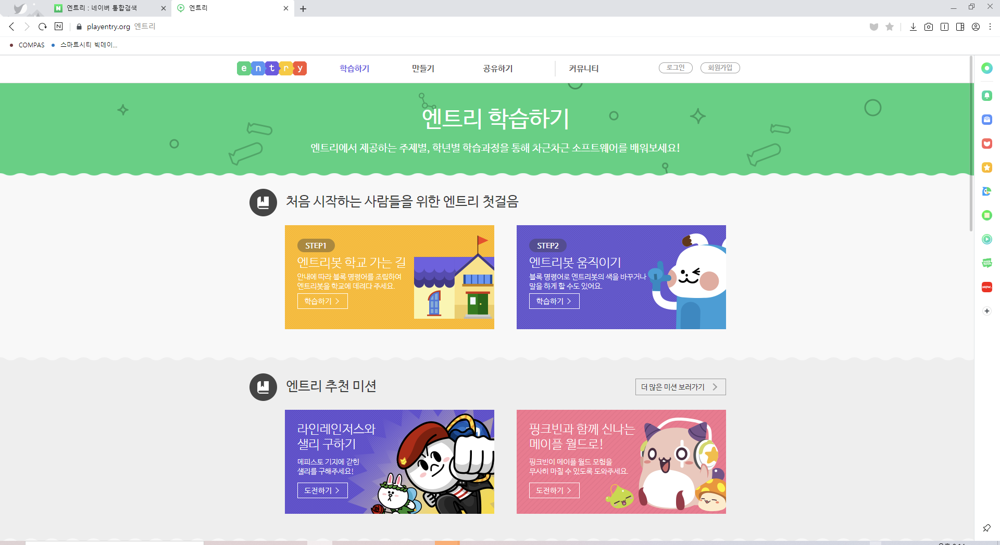 엔트리 : 네이버 통합검색
엔트리
playentry.org 엔트리
COMPAS
스마트시티 빅데이...
entry
학습하기
만들기
공유하기
커뮤니티
로그인
회원가입
엔트리 학습하기
엔트리에서 제공하는 주제별, 학년별 학습과정을 통해 차근차근 소프트웨어를 배워보세요!
처음 시작하는 사람들을 위한 엔트리 첫걸음
STEP1
엔트리봇 학교 가는 길
안내에 따라 블록 명령어를 조립하여
엔트리봇을 학교에 데려다 주세요.
학습하기
STEP2
엔트리봇 움직이기
블록 명령어로 엔트리봇의 색을 바꾸거나
말을 하게 할 수도 있어요.
학습하기
엔트리 추천 미션
더 많은 미션 보러가기
라인레인저스와
샐리 구하기
메피스토 기지에 갇힌
샐리를 구해주세요!
도전하기
핑크빈과 함께 신나는
메이플 월드로!
핑크빈이 메이플 월드 모험을
무사히 마칠 수 있도록 도와주세요.
도전하기
NOW.